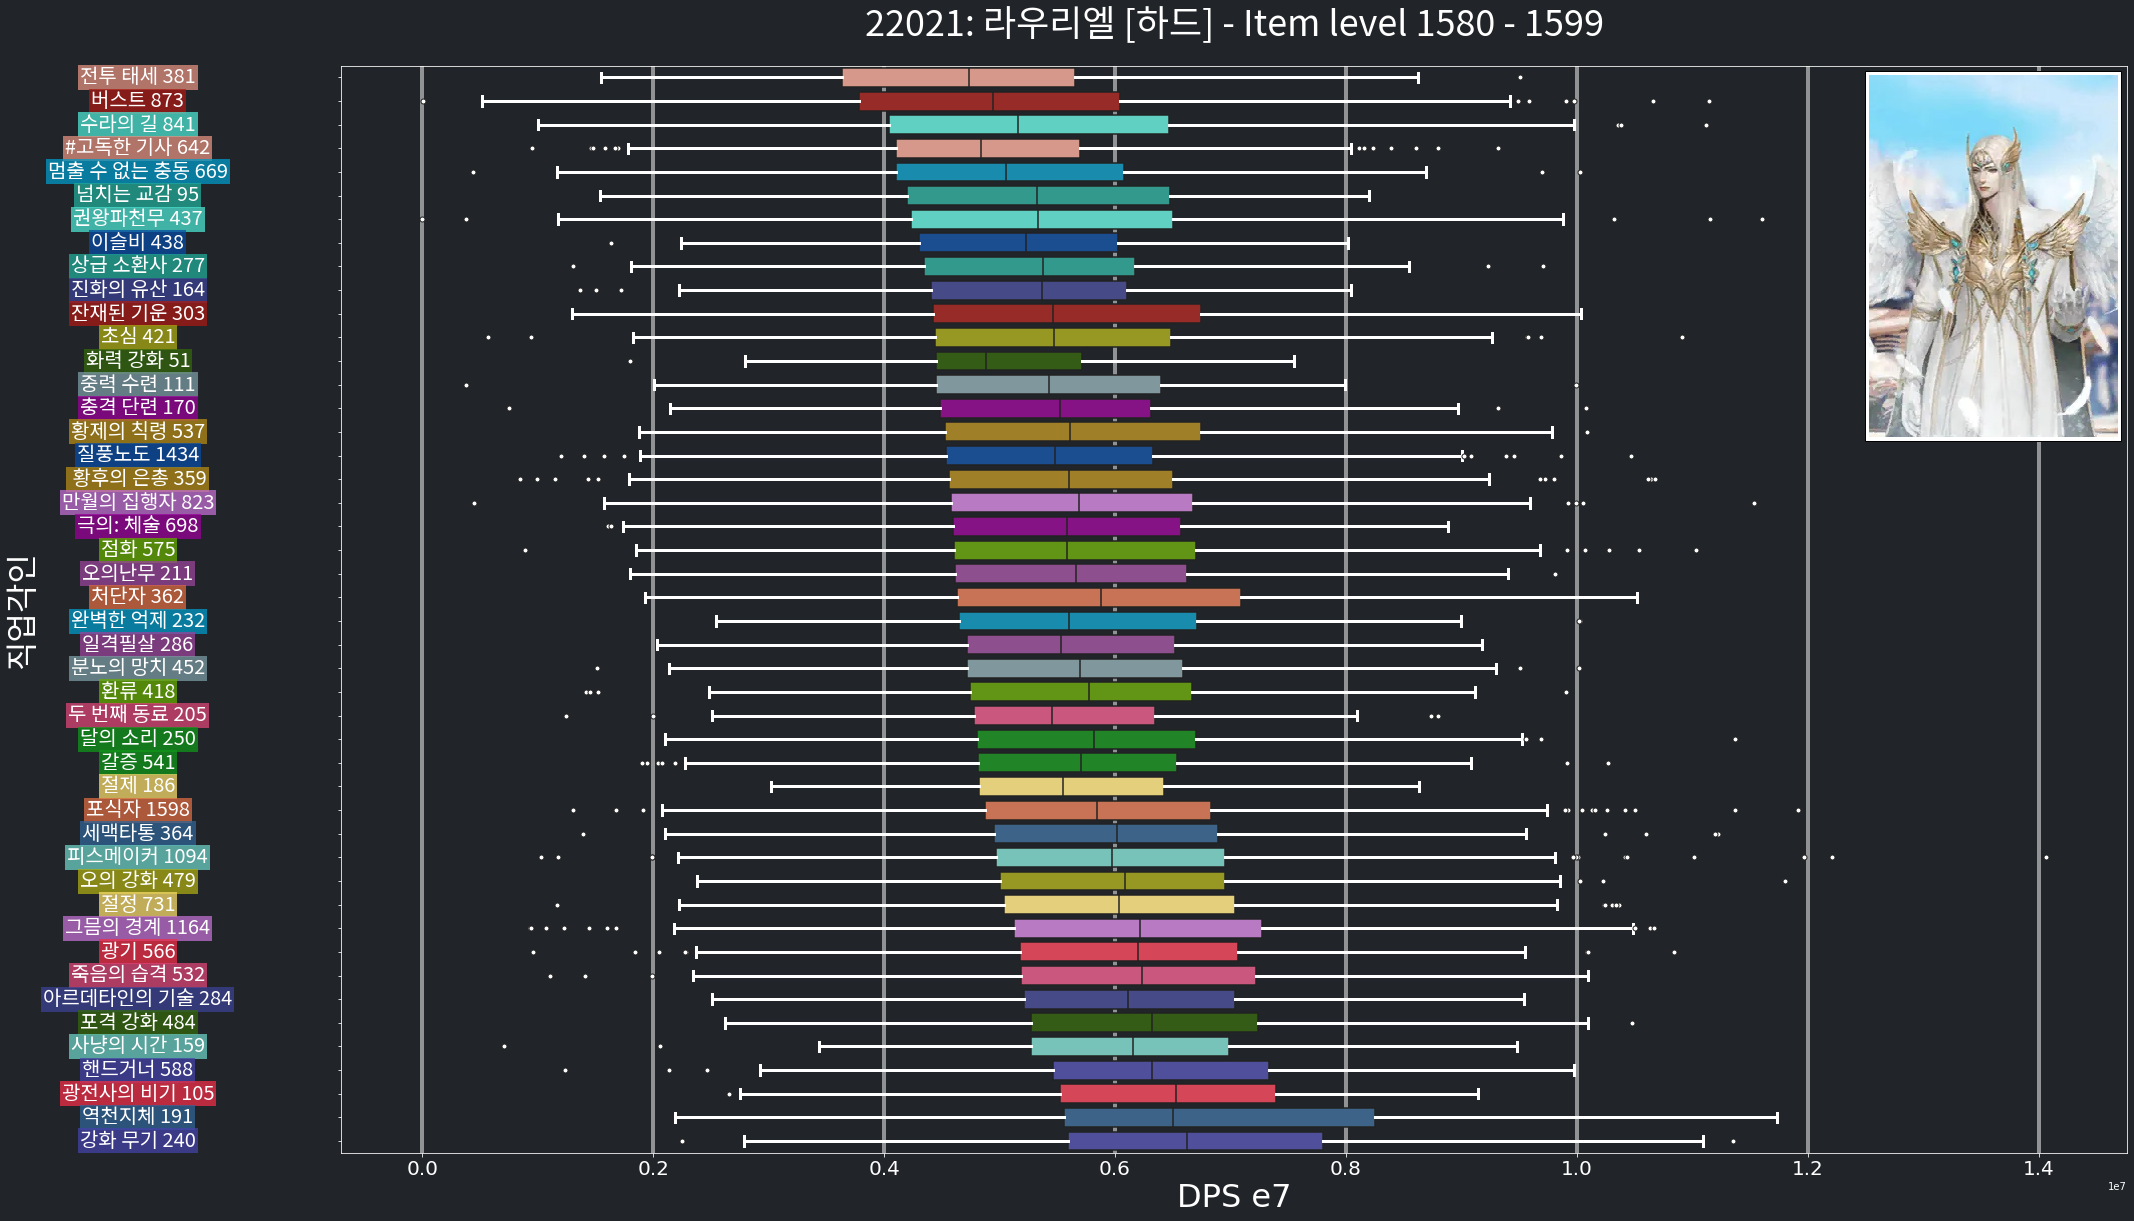 22021: 라우리엘 [하드] - Item level 1580 - 1599
직업각인
전투 태세 381
버스트 873
수라의 길 841
#고독한 기사 642
멈출 수 없는 충동 669
넘치는 교감 95
권왕파천무 437
이슬비 438
상급 소환사 277
진화의 유산 164
잔재된 기운 303
초심 421
화력 강화 51
중력 수련 111
충격 단련 170
황제의 칙령 537
질풍노도 1434
황후의 은총 359
만월의 집행자 823
극의: 체술 698
점화 575
오의난무 211
처단자 362
완벽한 억제 232
일격필살 286
분노의 망치 452
환류 418
두 번째 동료 205
달의 소리 250
갈증 541
절제 186
포식자 1598
세맥타통 364
피스메이커 1094
오의 강화 479
절정 731
그믐의 경계 1164
광기 566
죽음의 습격 532
아르데타인의 기술 284
포격 강화 484
사냥의 시간 159
핸드거너 588
광전사의 비기 105
역천지체 191
강화 무기 240
0.0 0.2 0.4 0.6 0.8 1.0 1.2 1.4
1e7
DPS e7